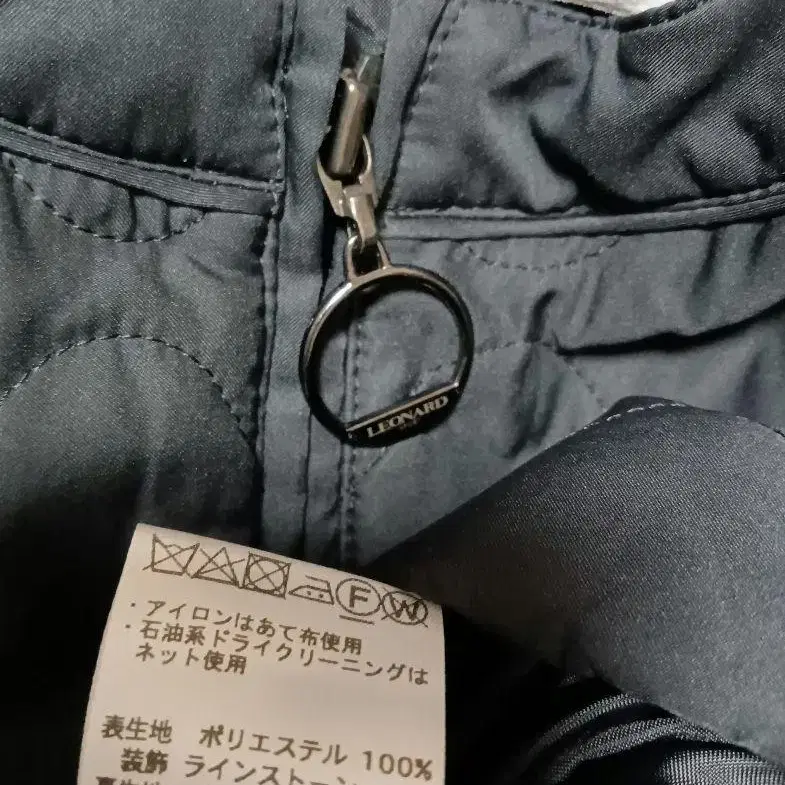 LEONARD
F W
・アイロンはあて布使用
・石油系ドライクリーニングは
ネット使用
表生地 ポリエステル 100%
装飾 ラインストーン